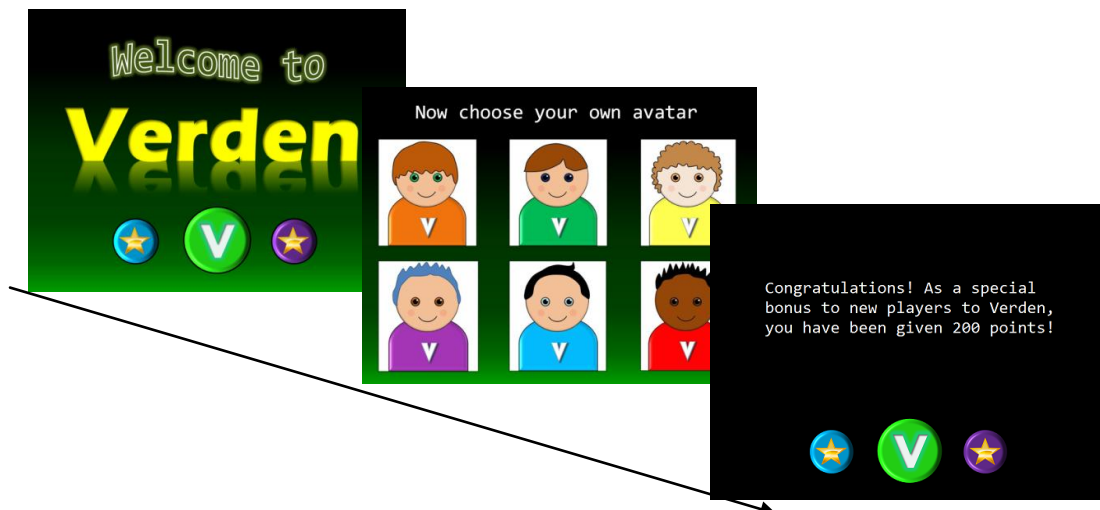 Welcome to
Verden
V
Now choose your own avatar
V
V
V
V
V
V
Congratulations! As a special
bonus to new players to Verden,
you have been given 200 points!
V